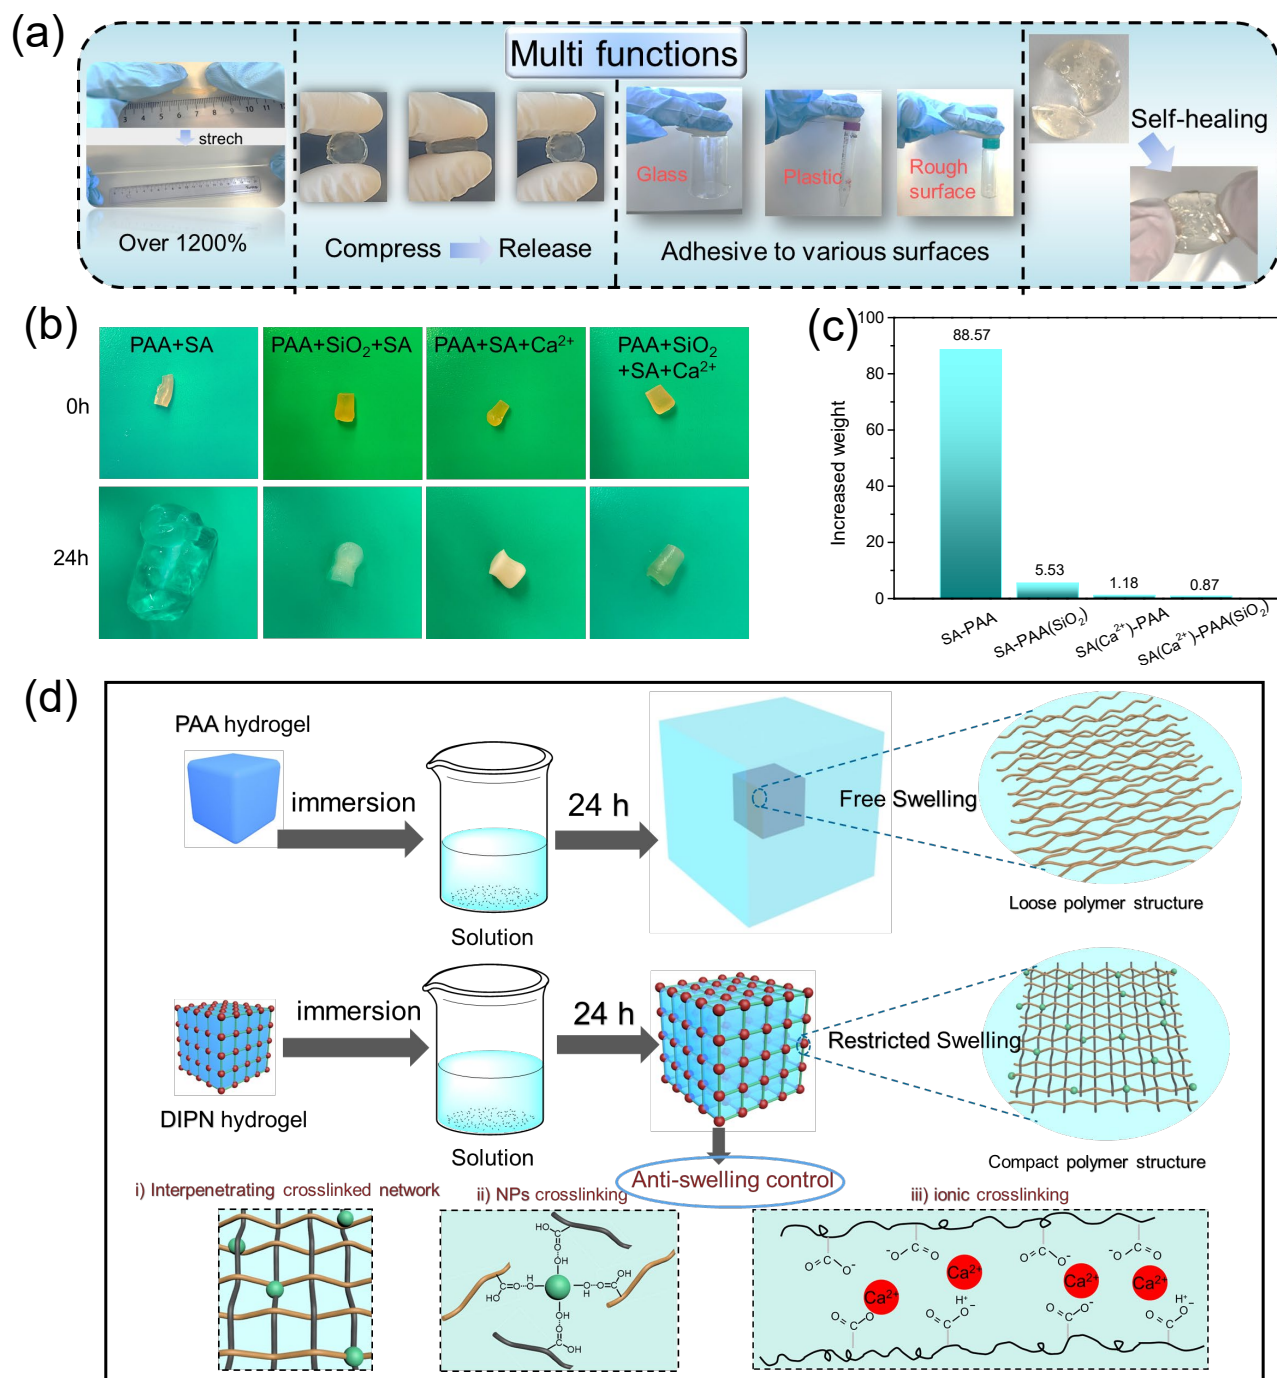 (a)
Multi functions
strech
Over 1200%
Compress
Release
Glass
Plastic
Rough
surface
Adhesive to various surfaces
Self-healing
(b)
PAA+SA
PAA+SiO₂+SA
PAA+SA+Ca²⁺
PAA+SiO₂
+SA+Ca²⁺
0h
24h
(c)
Increased weight
100
80
60
40
20
0
88.57
5.53
1.18
0.87
SA-PAA
SA-PAA(SiO₂)
SA(Ca²⁺)-PAA
SA(Ca²⁺)-PAA(SiO₂)
(d)
PAA hydrogel
immersion
Solution
24 h
Free Swelling
Loose polymer structure
DIPN hydrogel
immersion
Solution
24 h
Restricted Swelling
Compact polymer structure
Anti-swelling control
i) Interpenetrating crosslinked network
ii) NPs crosslinking
iii) ionic crosslinking
Ca²⁺
Ca²⁺
Ca²⁺
Ca²⁺